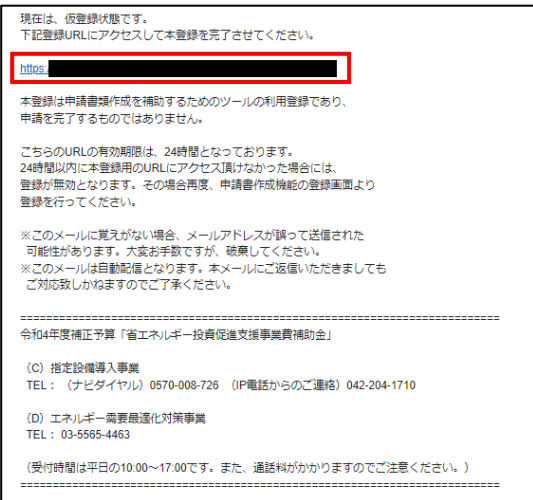 現在は、仮登録状態です。
下記登録URLにアクセスして本登録を完了させてください。
https:
本登録は申請書類作成を補助するためのツールの利用登録であり、
申請を完了するものではありません。
こちらのURLの有効期限は、24時間となっております。
24時間以内に本登録用のURLにアクセス頂けなかった場合には、
登録が無効となります。その場合再度、申請書作成機能の登録画面より
登録を行ってください。
※このメールに覚えがない場合、メールアドレスが誤って送信された
可能性があります。大変お手数ですが、破棄してください。
※このメールは自動配信となります。本メールにご返信いただきましても
ご対応致しかねますのでご了承ください。
==========================================================================
令和4年度補正予算「省エネルギー投資促進支援事業費補助金」
（C）指定設備導入事業
TEL： （ナビダイヤル）0570-008-726 （IP電話からのご連絡）042-204-1710
（D）エネルギー需要最適化対策事業
TEL：03-5565-4463
（受付時間は平日の10:00～17:00です。また、通話料がかかりますのでご注意ください。）
==========================================================================